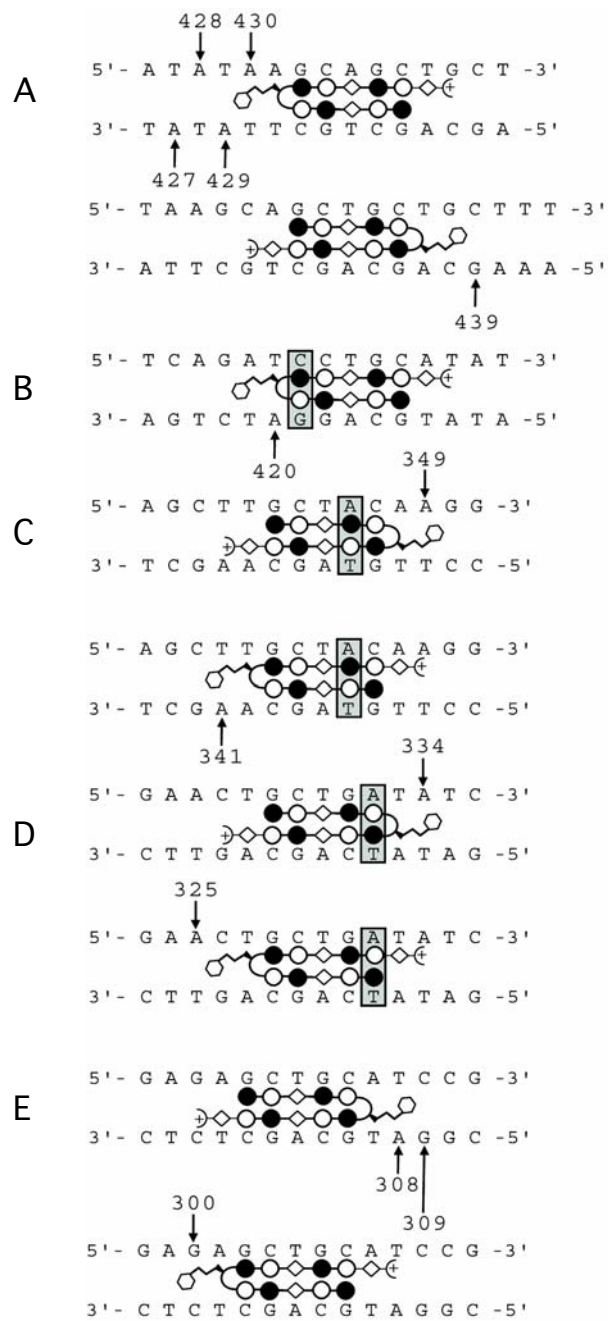 428 430
A
5'- A T A T A A G C A G C T G C T -3'
3'- T A T A T T C G T C G A C G A -5'
427 429
5'- T A A G C A G C T G C T G C T T T -3'
3'- A T T C G T C G A C G A C G A A A -5'
439
B
5'- T C A G A T C C T G C A T A T -3'
3'- A G T C T A G G A C G T A T A -5'
420
349
C
5'- A G C T T G C T A C A A G G -3'
3'- T C G A A C G A T G T T C C -5'
5'- A G C T T G C T A C A A G G -3'
3'- T C G A A C G A T G T T C C -5'
341
334
D
5'- G A A C T G C T G A T A T C -3'
3'- C T T G A C G A C T A T A G -5'
325
5'- G A A C T G C T G A T A T C -3'
3'- C T T G A C G A C T A T A G -5'
E
5'- G A G A G C T G C A T C C G -3'
3'- C T C T C G A C G T A G G C -5'
308
309
300
5'- G A G A G C T G C A T C C G -3'
3'- C T C T C G A C G T A G G C -5'